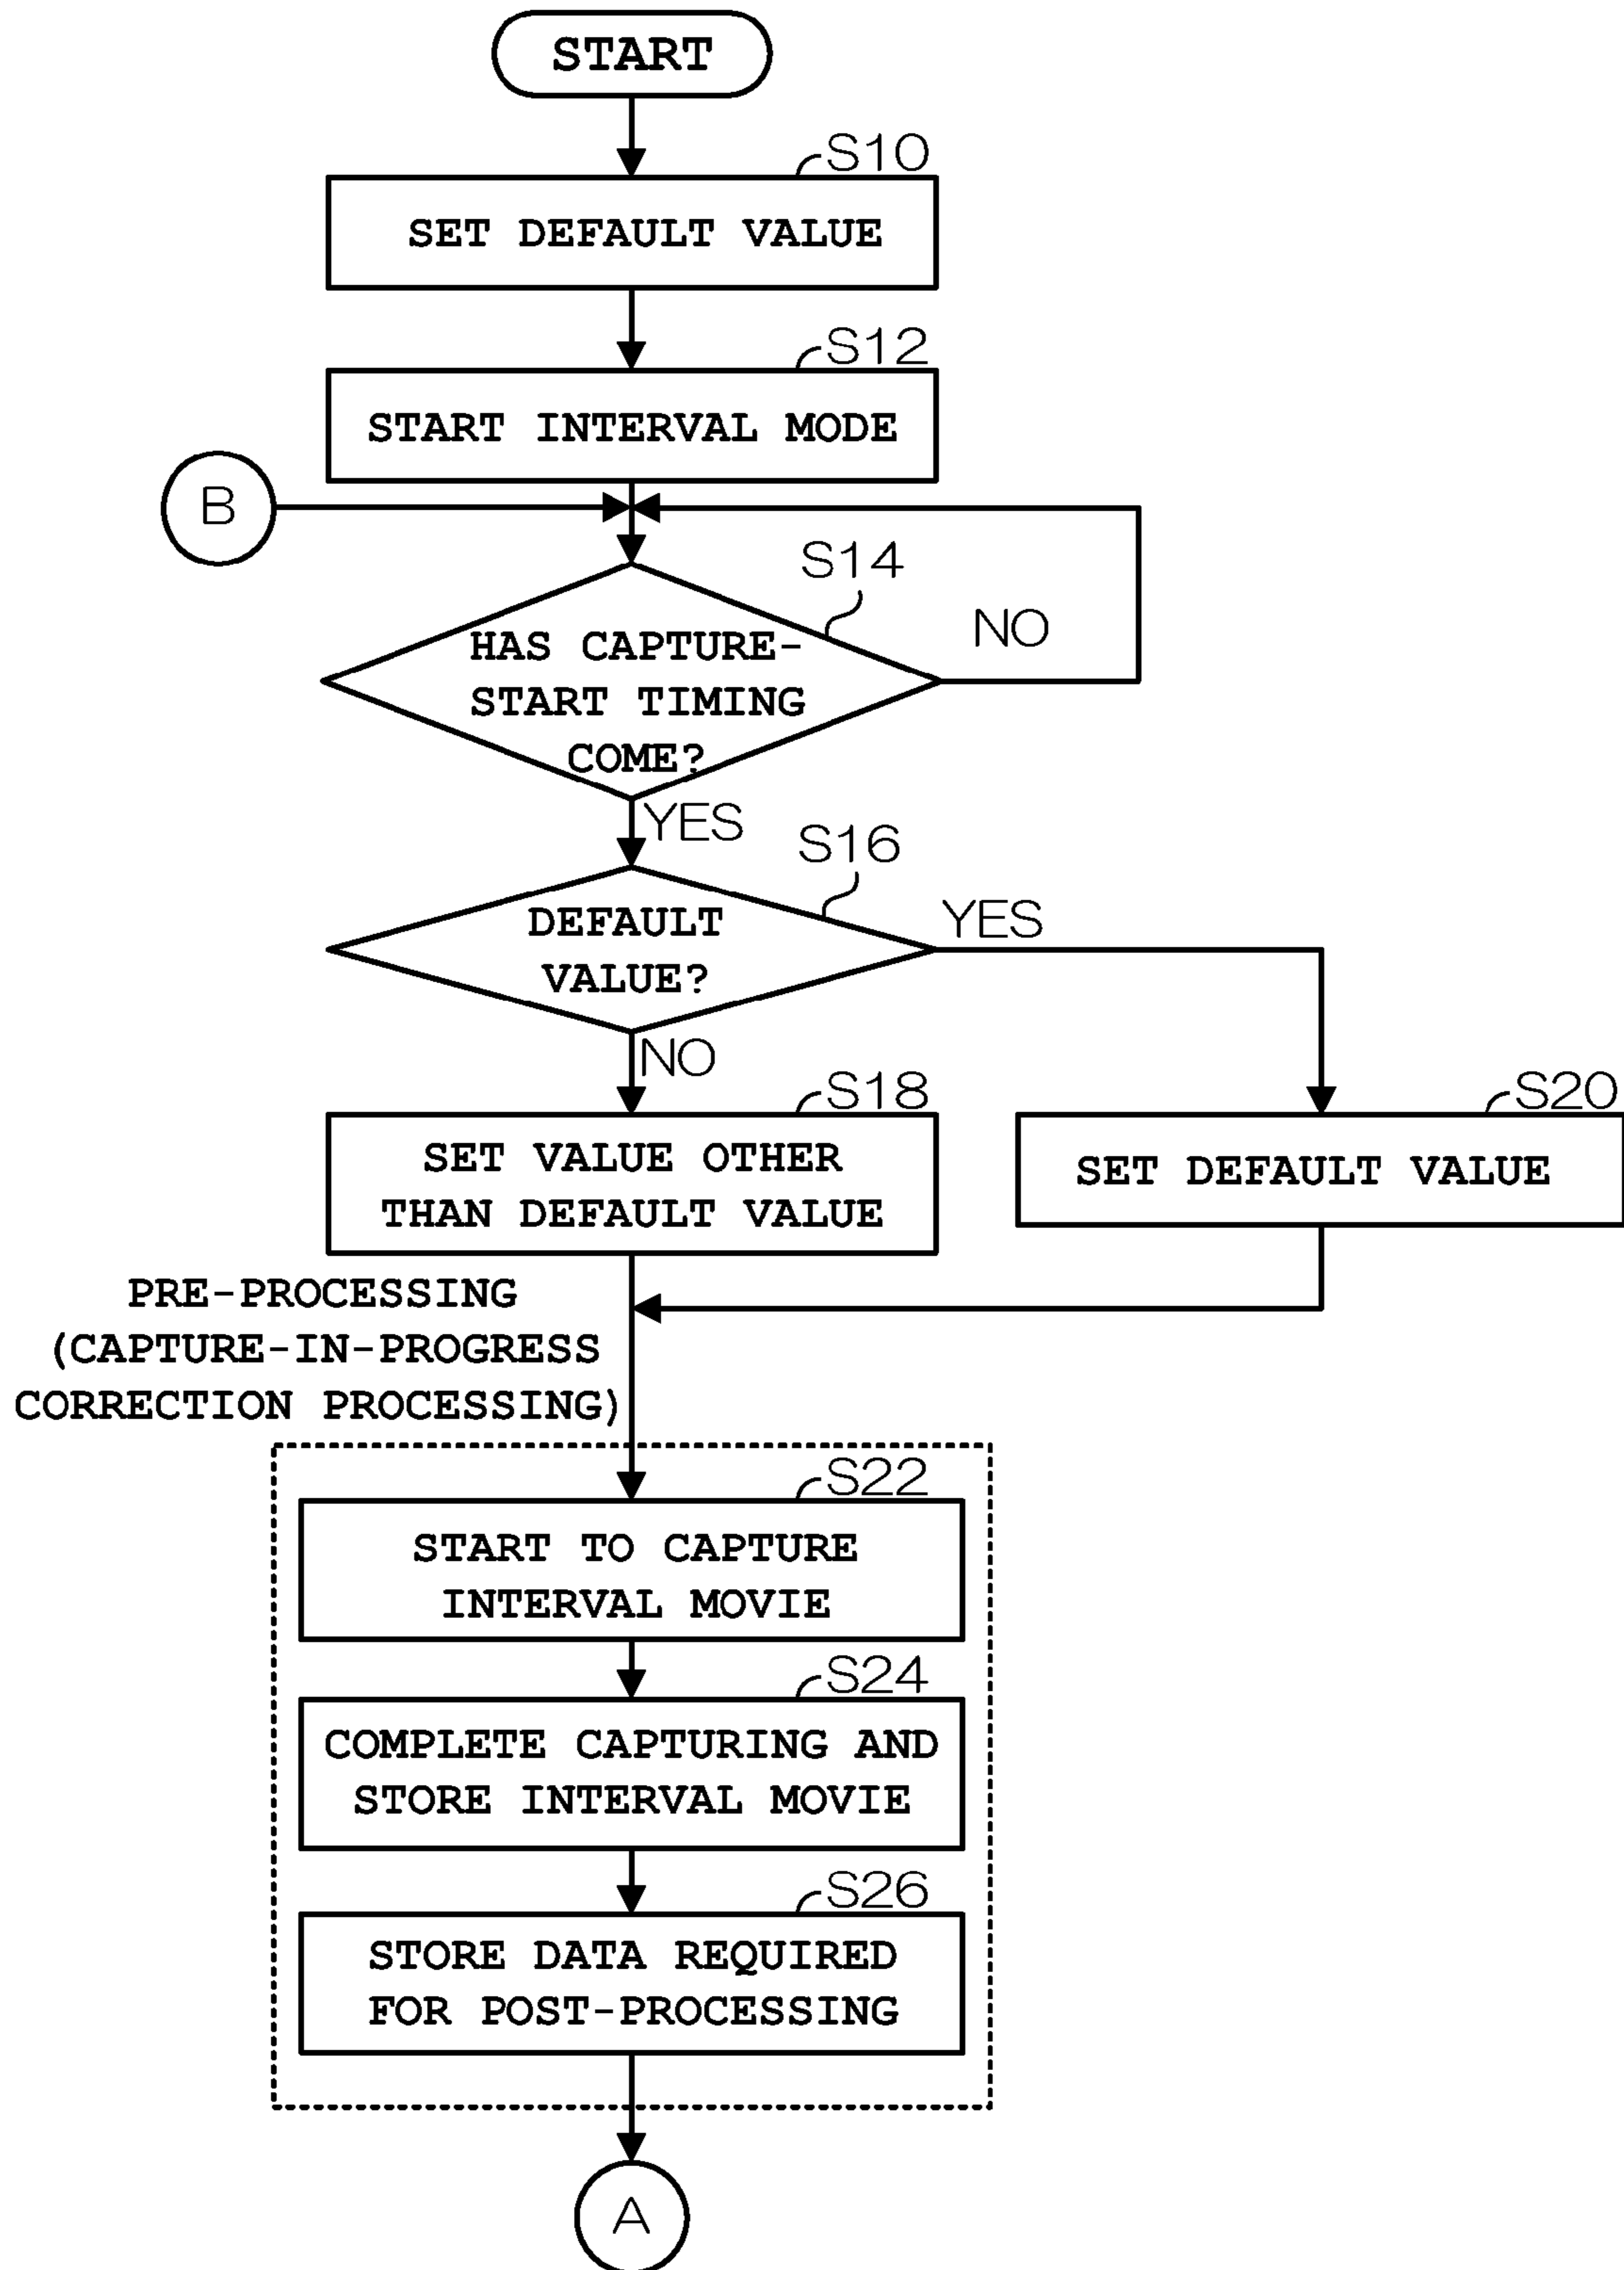 START
S10
SET DEFAULT VALUE
S12
START INTERVAL MODE
B
S14
NO
HAS CAPTURE-
START TIMING
COME?
YES
S16
YES
DEFAULT
VALUE?
NO
S18
S20
SET VALUE OTHER
THAN DEFAULT VALUE
SET DEFAULT VALUE
PRE-PROCESSING
(CAPTURE-IN-PROGRESS
CORRECTION PROCESSING)
S22
START TO CAPTURE
INTERVAL MOVIE
S24
COMPLETE CAPTURING AND
STORE INTERVAL MOVIE
S26
STORE DATA REQUIRED
FOR POST-PROCESSING
A